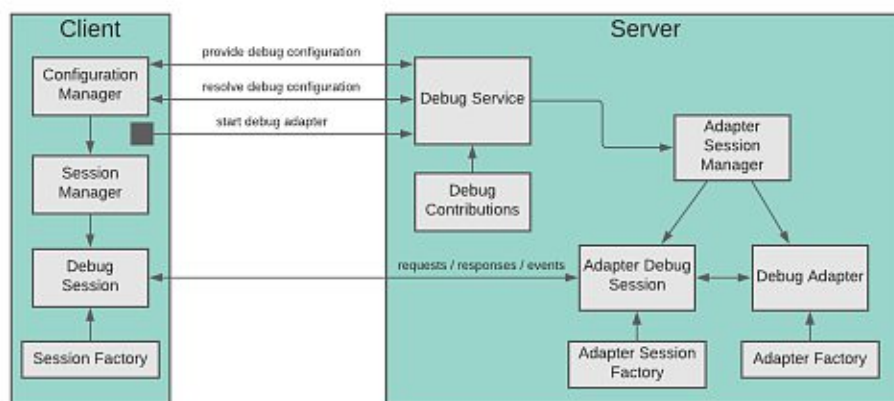 Client
Server
provide debug configuration
Configuration
Manager
resolve debug configuration
Debug Service
start debug adapter
Adapter
Session
Manager
Session
Manager
Debug
Contributions
requests / responses / events
Debug
Session
Adapter Debug
Session
Debug Adapter
Session Factory
Adapter Session
Factory
Adapter Factory